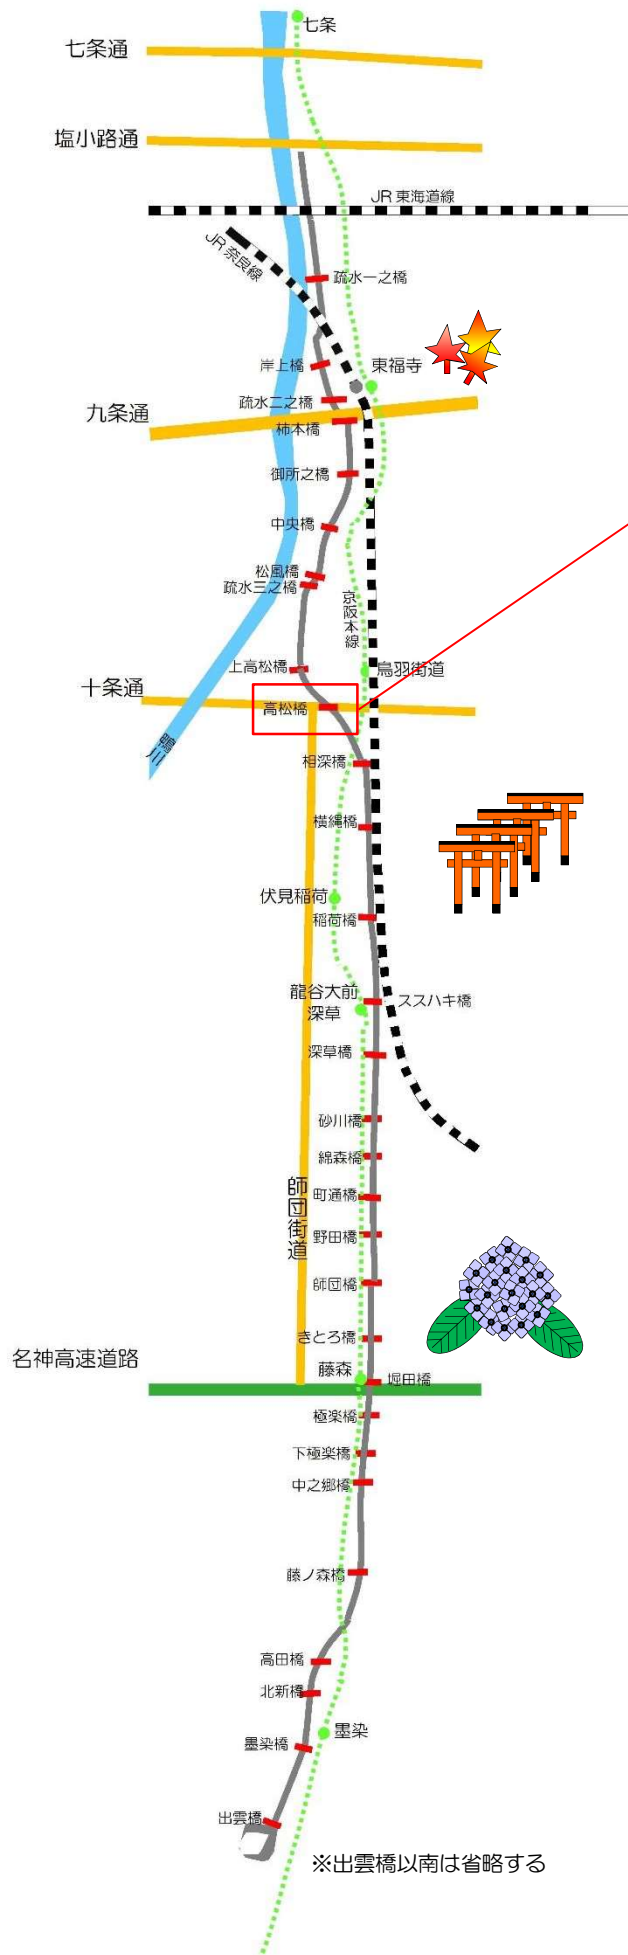 七条
七条通
塩小路通
JR東海道線
JR奈良線
疏水一之橋
岸上橋
東福寺
疏水二之橋
九条通
柿本橋
御所之橋
中央橋
松風橋
疏水三之橋
京阪本線
上高松橋
鳥羽街道
十条通
高松橋
鴨川
相深橋
横縄橋
伏見稲荷
稲荷橋
龍谷大前
深草
ススハキ橋
深草橋
砂川橋
綿森橋
町通橋
師団街道
野田橋
師団橋
きとろ橋
名神高速道路
藤森
堀田橋
極楽橋
下極楽橋
中之郷橋
藤ノ森橋
高田橋
北新橋
墨染
墨染橋
出雲橋
※出雲橋以南は省略する